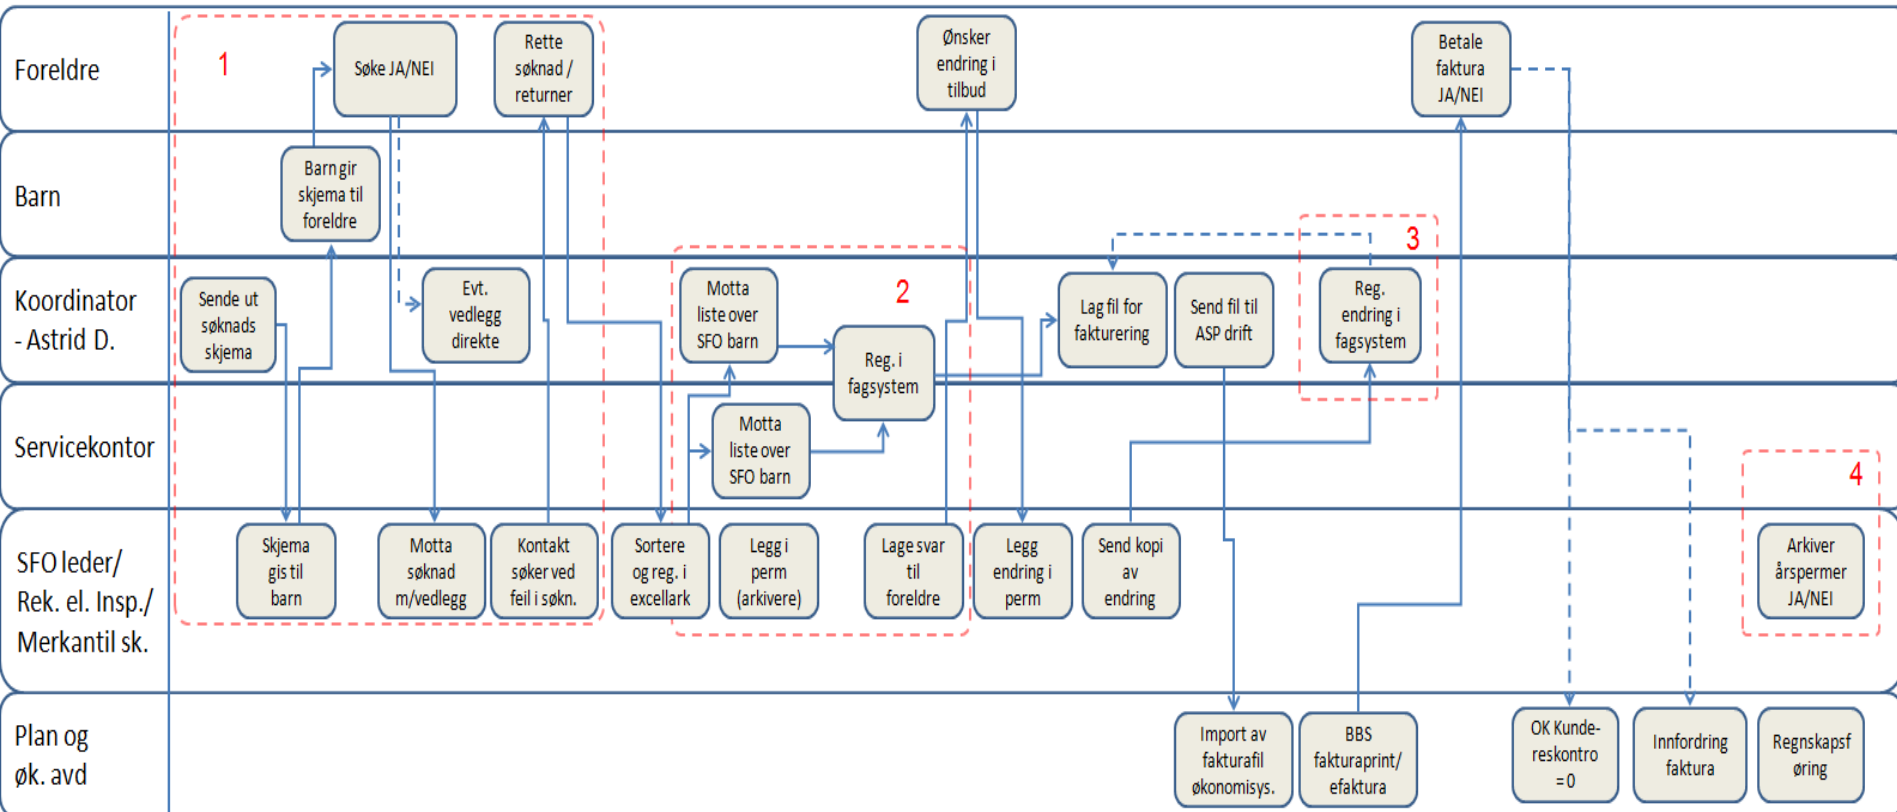 Foreldre
1
Søke JA/NEI
Rette
søknad /
returner
Ønsker
endring i
tilbud
Betale
faktura
JA/NEI
Barn
Barn gir
skjema til
foreldre
Koordinator
- Astrid D.
Sende ut
søknads
skjema
Evt.
vedlegg
direkte
Motta
liste over
SFO barn
2
Reg. i
fagsystem
Lag fil for
fakturering
Send fil til
ASP drift
3
Reg.
endring i
fagsystem
Servicekontor
Motta
liste over
SFO barn
4
SFO leder/
Rek. el. Insp./
Merkantil sk.
Skjema
gis til
barn
Motta
søknad
m/vedlegg
Kontakt
søker ved
feil i søkn.
Sortere
og reg. i
excellark
Legg i
perm
(arkivere)
Lage svar
til
foreldre
Legg
endring i
perm
Send kopi
av
endring
Arkiver
årspermer
JA/NEI
Plan og
øk. avd
Import av
fakturafil
økonomisys.
BBS
fakturaprint/
efaktura
OK Kunde-
reskontro
=0
Innfordring
faktura
Regnskapsf
øring